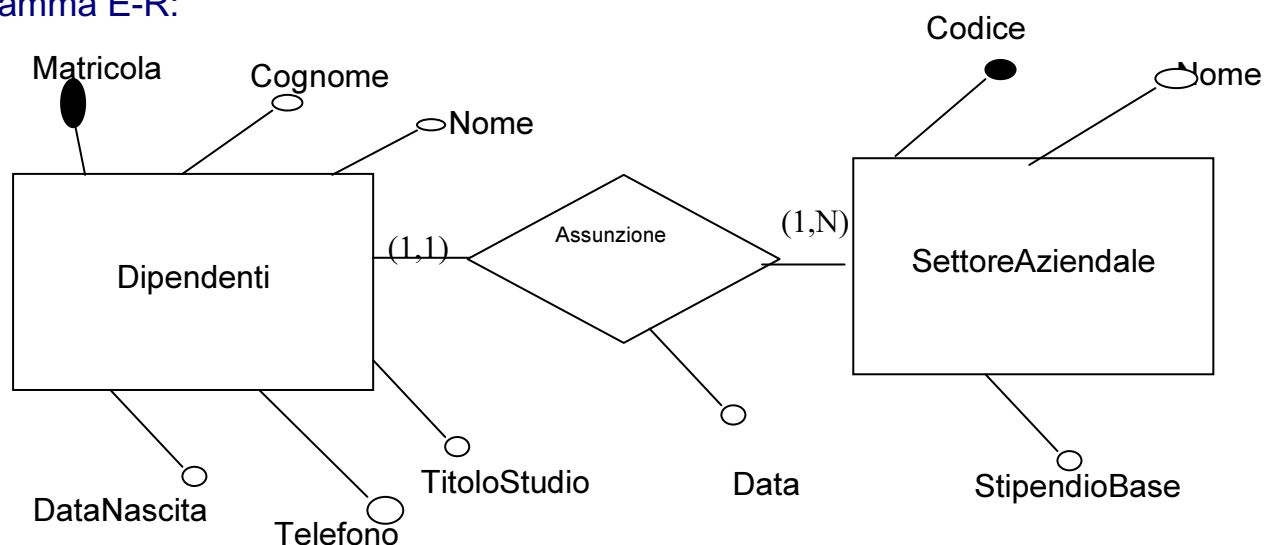 amma E-R:
Codice
Matricola
Cognome
Nome
Nome
(1,1)
Assunzione
(1,N)
Dipendenti
SettoreAziendale
TitoloStudio
Data
StipendioBase
DataNascita
Telefono